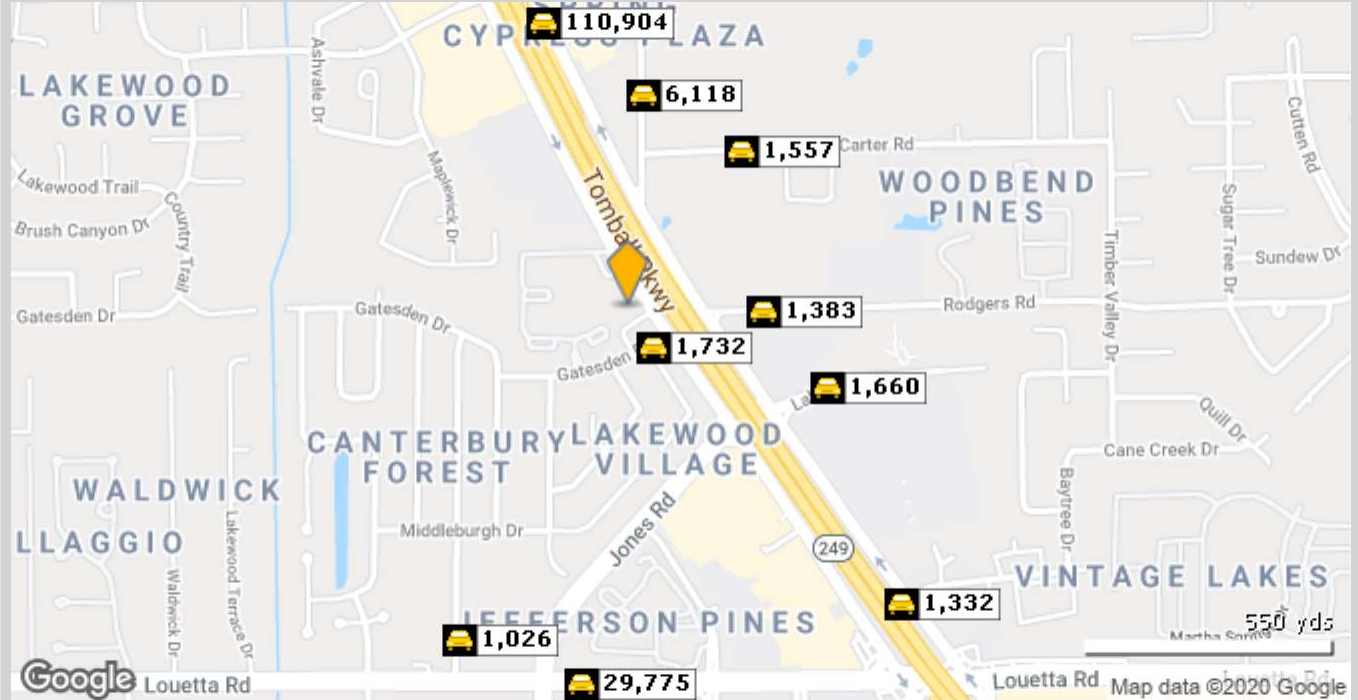 110,904
SPRING
CYPRESS PLAZA
LAKEWOOD
GROVE
Ashvale Dr
6,118
1,557
Carter Rd
Cutten Rd
Lakewood Trail
Maplewick Dr
Tomball Pkwy
WOODBEND
PINES
Brush Canyon Dr
Country Trail
Sugar Tree Dr
Timber Valley Dr
Sundew Dr
Gatesden Dr
Gatesden Dr
1,383
Rodgers Rd
1,732
Gatesden
1,660
CANTERBURY
FOREST
LAKEWOOD
VILLAGE
Quill Dr
Cane Creek Dr
WALDWICK
Baytree Dr
Lakewood Terrace Dr
Middleburgh Dr
Jones Rd
LLAGGIO
249
Waldwick Dr
VINTAGE LAKES
1,332
JEFFERSON PINES
1,026
550 yds
Google
Louetta Rd
29,775
Louetta Rd
Louetta Rd
Map data ©2020 Google